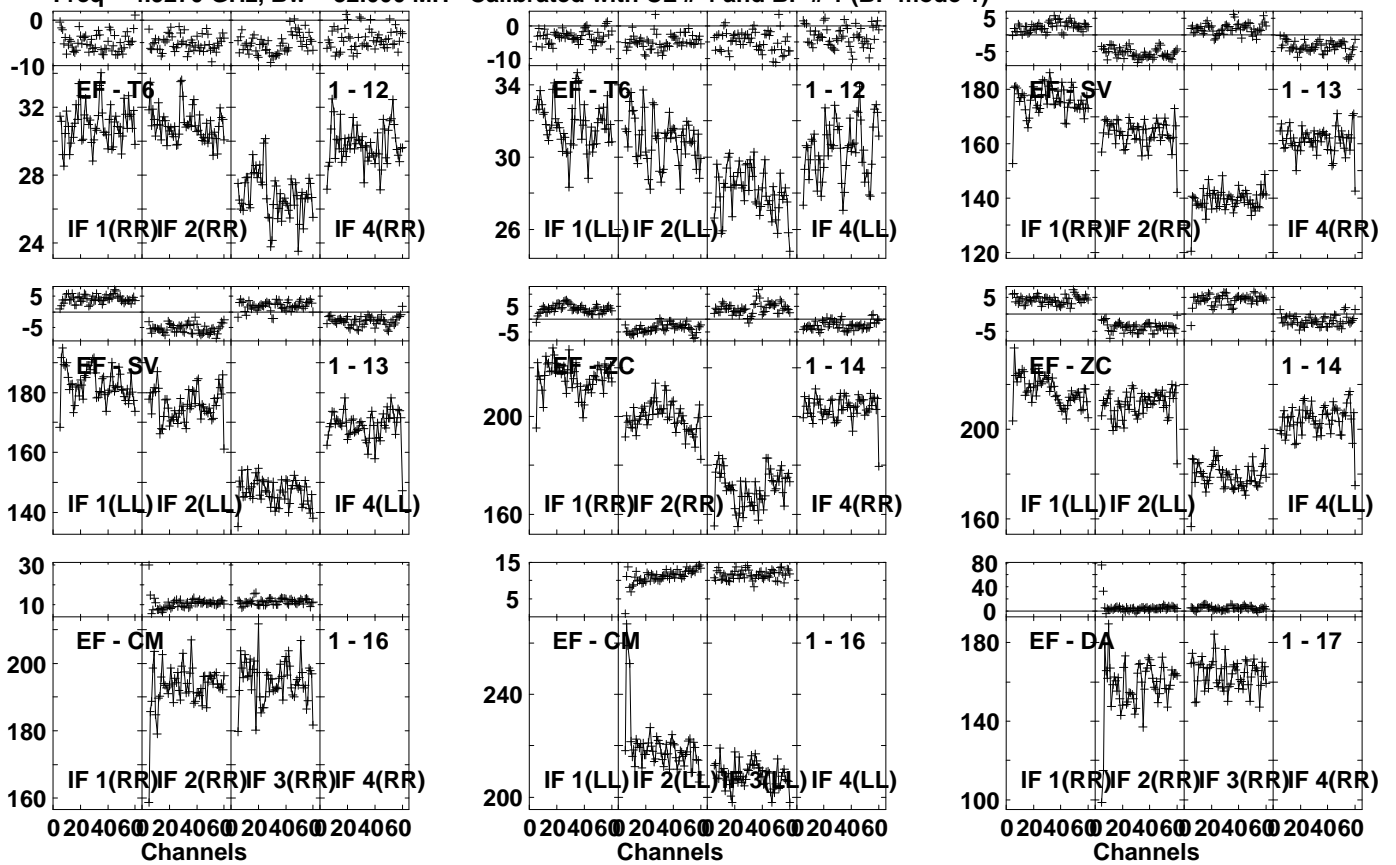 0 0 5
-10 -10 -5
EF - T6 1 - 12 EF - T6 1 - 12 EF - SV 1 - 13
32 34 180
28 30 160
24 26 140
120
IF 1(RR) IF 2(RR) IF 4(RR) IF 1(LL) IF 2(LL) IF 4(LL) IF 1(RR) IF 2(RR) IF 4(RR)
5 5 5
-5 -5 -5
EF - SV 1 - 13 EF - ZC 1 - 14 EF - ZC 1 - 14
180 200 200
160
140 160 160
IF 1(LL) IF 2(LL) IF 4(LL) IF 1(RR) IF 2(RR) IF 4(RR) IF 1(LL) IF 2(LL) IF 4(LL)
30 15 80
10 5 40
0
EF - CM 1 - 16 EF - CM 1 - 16 EF - DA 1 - 17
200 240 180
180 140
160 200 100
IF 1(RR) IF 2(RR) IF 3(RR) IF 4(RR) IF 1(LL) IF 2(LL) IF 3(LL) IF 4(LL) IF 1(RR) IF 2(RR) IF 3(RR) IF 4(RR)
0 20 40 60 0 20 40 60 0 20 40 60
Channels Channels Channels